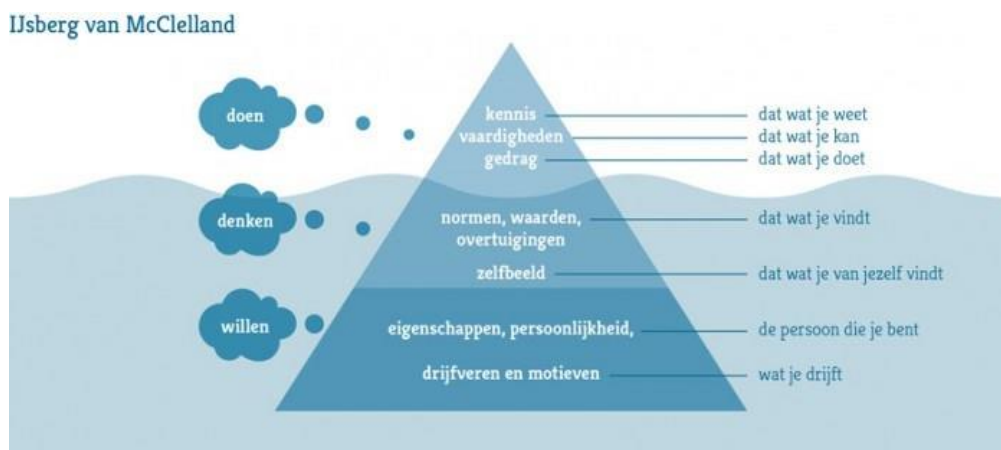 IJsberg van McClelland
doen
kennis
dat wat je weet
vaardigheden
dat wat je kan
gedrag
dat wat je doet
denken
normen, waarden,
overtuigingen
dat wat je vindt
zelfbeeld
dat wat je van jezelf vindt
willen
eigenschappen, persoonlijkheid,
de persoon die je bent
drijfveren en motieven
wat je drijft